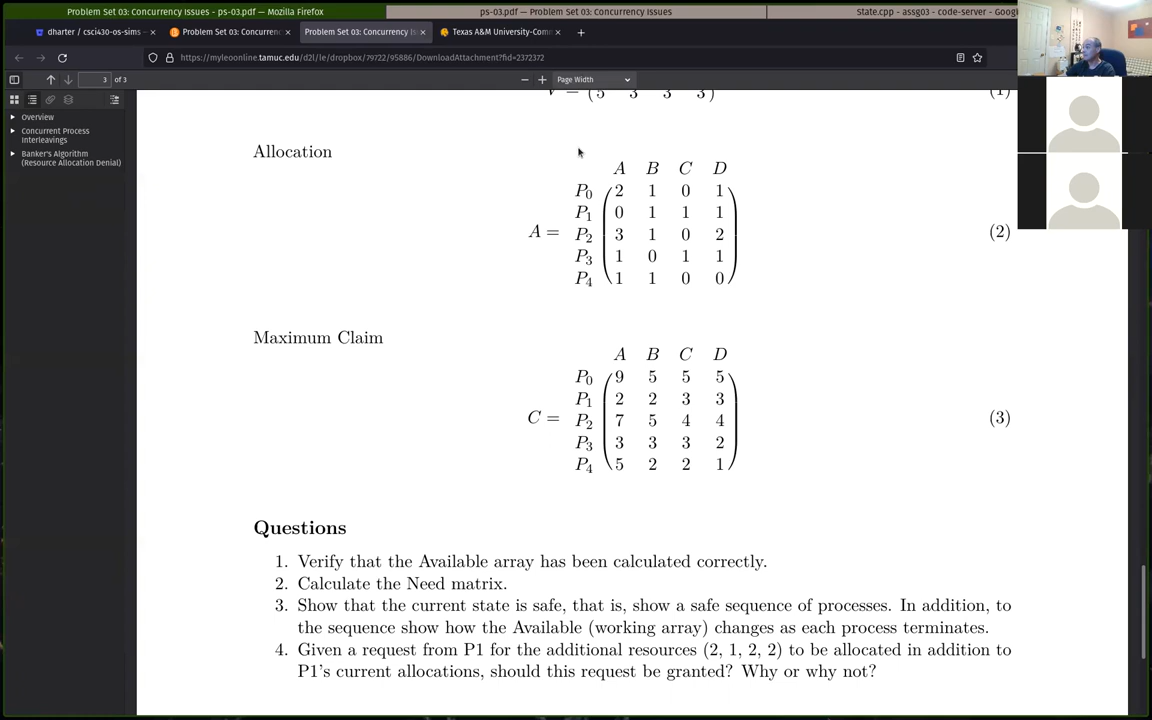 Problem Set 03: Concurrency Issues — ps-03.pdf — Mozilla Firefox
ps-03.pdf — Problem Set 03: Concurrency Issues
State.cpp - assg03 - code-server - Goog
dharter / csci430-os-sims
Problem Set 03: Concurrenc
Problem Set 03: Concurrency Is
Texas A&M University-Com
https://myleoonline.tamuc.edu/d2l/le/dropbox/79722/95886/DownloadAttachment?fid=2372372
3 of 3
Page Width
Overview
Concurrent Process
Interleavings
Banker's Algorithm
(Resource Allocation Denial)
V = (5 3 3 3) (1)
Allocation
A B C D
P0 2 1 0 1
P1 0 1 1 1
A = P2 3 1 0 2 (2)
P3 1 0 1 1
P4 1 1 0 0
Maximum Claim
A B C D
P0 9 5 5 5
P1 2 2 3 3
C = P2 7 5 4 4 (3)
P3 3 3 3 2
P4 5 2 2 1
Questions
1. Verify that the Available array has been calculated correctly.
2. Calculate the Need matrix.
3. Show that the current state is safe, that is, show a safe sequence of processes. In addition, to
the sequence show how the Available (working array) changes as each process terminates.
4. Given a request from P1 for the additional resources (2, 1, 2, 2) to be allocated in addition to
P1's current allocations, should this request be granted? Why or why not?